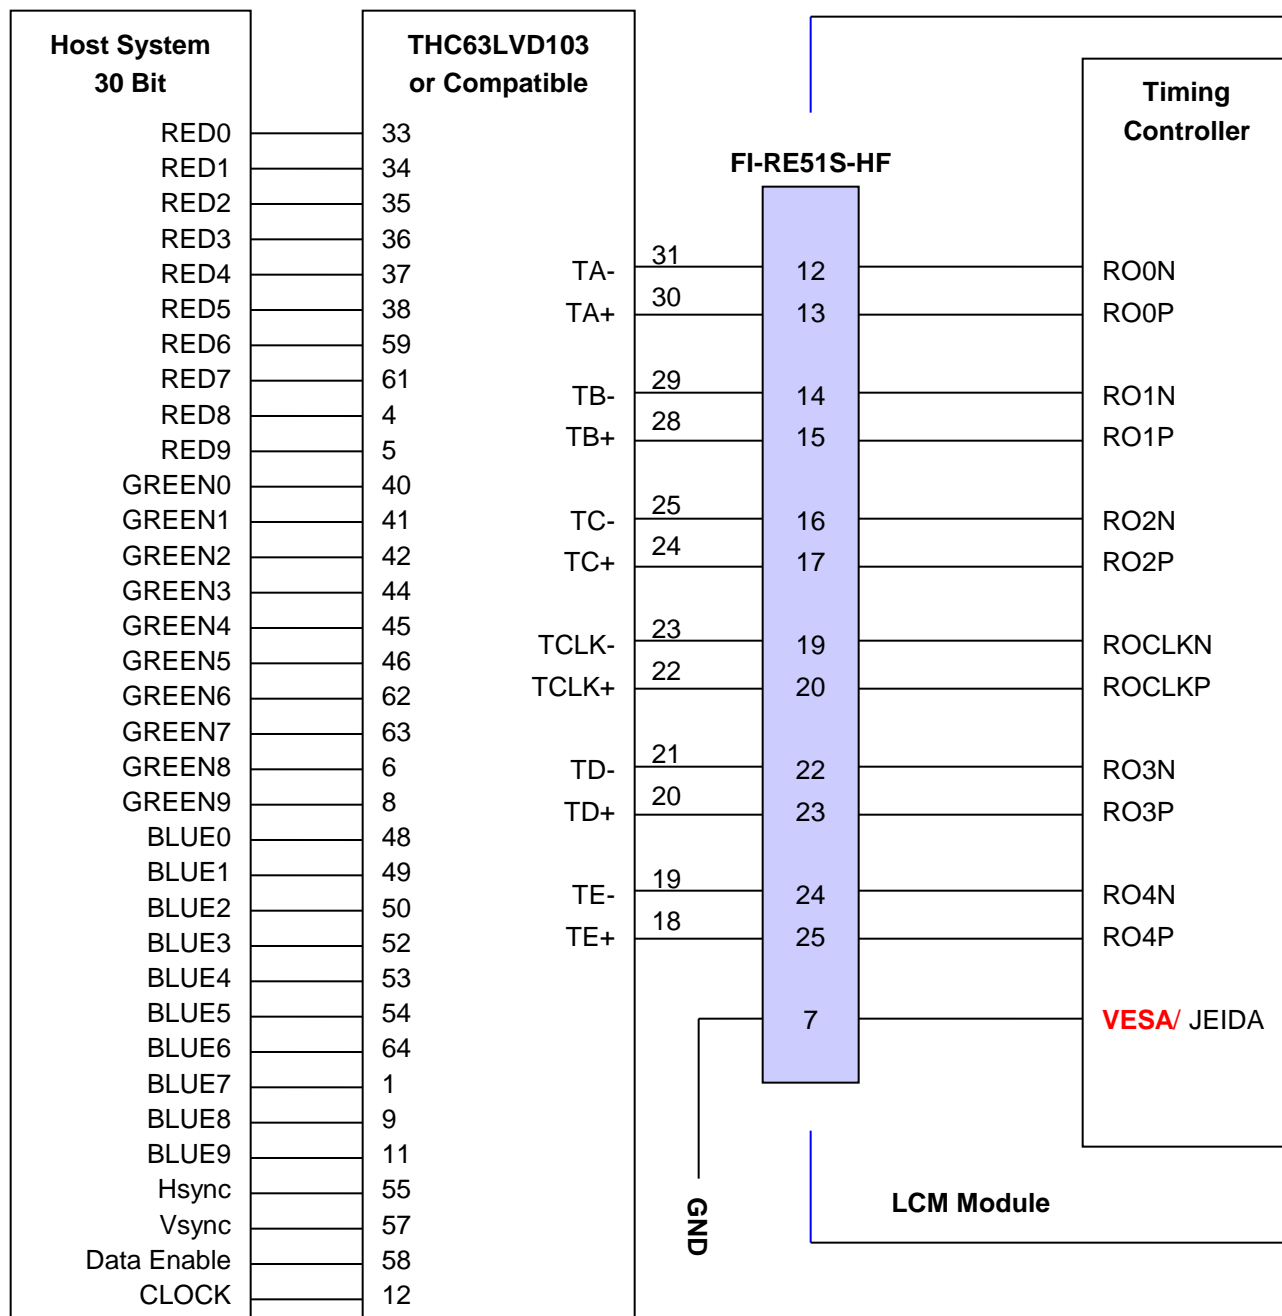 Host System
30 Bit
THC63LVD103
or Compatible
Timing
Controller
FI-RE51S-HF
RED0 33
RED1 34
RED2 35
RED3 36
RED4 37
RED5 38
RED6 59
RED7 61
RED8 4
RED9 5
GREEN0 40
GREEN1 41
GREEN2 42
GREEN3 44
GREEN4 45
GREEN5 46
GREEN6 62
GREEN7 63
GREEN8 6
GREEN9 8
BLUE0 48
BLUE1 49
BLUE2 50
BLUE3 52
BLUE4 53
BLUE5 54
BLUE6 64
BLUE7 1
BLUE8 9
BLUE9 11
Hsync 55
Vsync 57
Data Enable 58
CLOCK 12
TA- 31 12 RO0N
TA+ 30 13 RO0P
TB- 29 14 RO1N
TB+ 28 15 RO1P
TC- 25 16 RO2N
TC+ 24 17 RO2P
TCLK- 23 19 ROCLKN
TCLK+ 22 20 ROCLKP
TD- 21 22 RO3N
TD+ 20 23 RO3P
TE- 19 24 RO4N
TE+ 18 25 RO4P
7 VESA/ JEIDA
GND
LCM Module